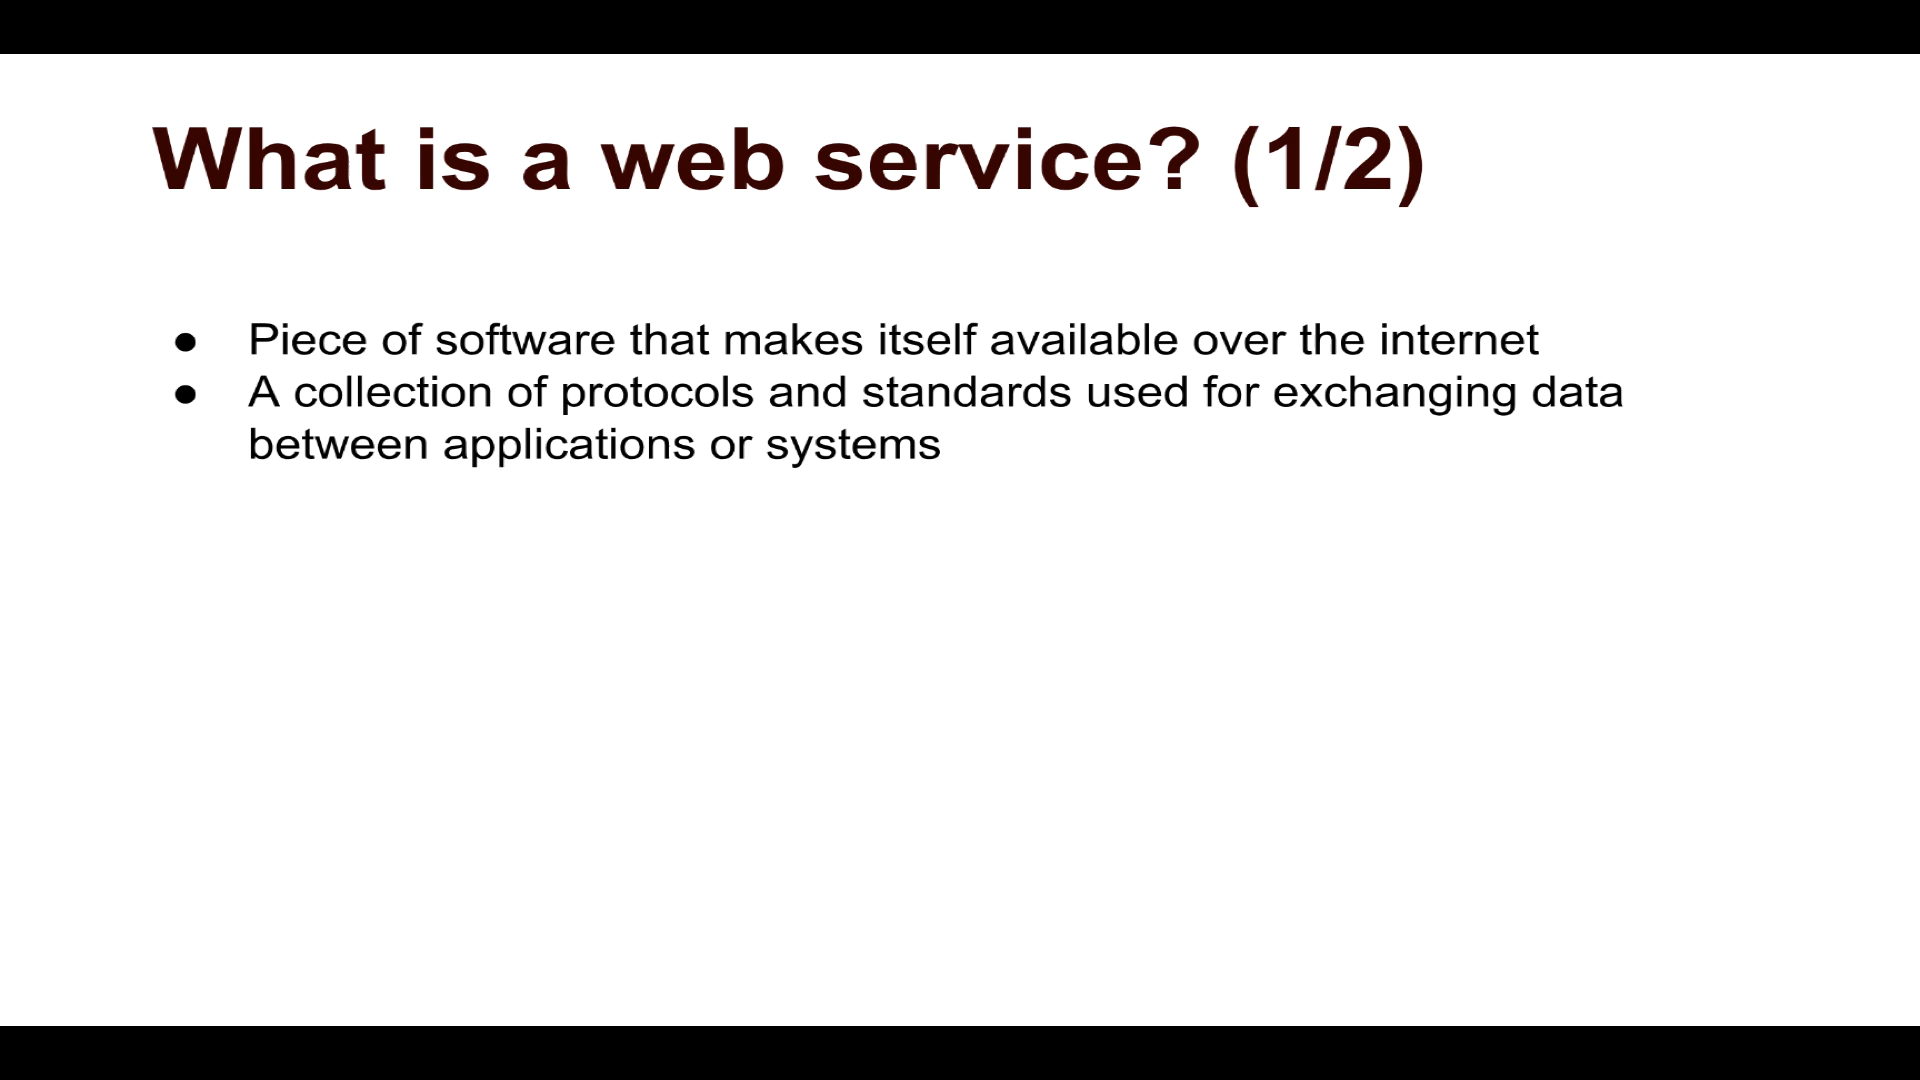 What is a web service? (1/2)
● Piece of software that makes itself available over the internet
● A collection of protocols and standards used for exchanging data
between applications or systems